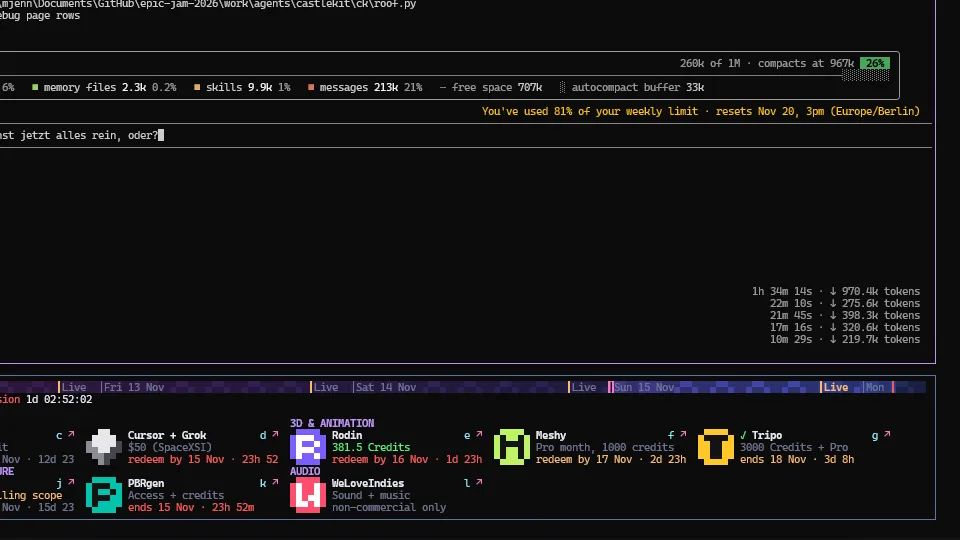 mjenn\Documents\GitHub\epic-jam-2026\work\agents\castlekit\ck\roof.py
ebug page rows
260k of 1M · compacts at 967k 26%
6% ■ memory files 2.3k 0.2% ■ skills 9.9k 1% ■ messages 213k 21% — free space 707k ░ autocompact buffer 33k
You've used 81% of your weekly limit · resets Nov 20, 3pm (Europe/Berlin)
nst jetzt alles rein, oder?
1h 34m 14s · ↓ 970.4k tokens
22m 10s · ↓ 275.6k tokens
21m 45s · ↓ 398.3k tokens
17m 16s · ↓ 320.6k tokens
10m 29s · ↓ 219.7k tokens
Live Fri 13 Nov Live Sat 14 Nov Live Sun 15 Nov Live Mon
sion 1d 02:52:02
3D & ANIMATION
c ↗ Cursor + Grok d ↗ Rodin e ↗ Meshy f ↗ ✓ Tripo g ↗
it $50 (SpaceXSI) 381.5 Credits Pro month, 1000 credits 3000 Credits + Pro
Nov · 12d 23 redeem by 15 Nov · 23h 52 redeem by 16 Nov · 1d 23h redeem by 17 Nov · 2d 23h ends 18 Nov · 3d 8h
URE AUDIO
j ↗ PBRgen k ↗ WeLoveIndies l ↗
lling scope Access + credits Sound + music
Nov · 15d 23 ends 15 Nov · 23h 52m non-commercial only